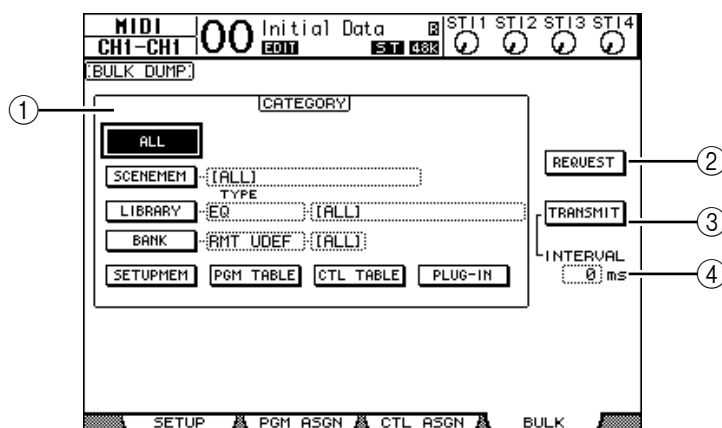 MIDI
CH1-CH1
00 Initial Data
EDIT ST 48K
STI1 STI2 STI3 STI4
BULK DUMP
1
CATEGORY
ALL
SCENEMEM [ALL]
TYPE
LIBRARY EQ [ALL]
BANK RMT UDEF [ALL]
SETUPMEM PGM TABLE CTL TABLE PLUG-IN
REQUEST 2
TRANSMIT 3
INTERVAL
0 ms 4
SETUP PGM ASGN CTL ASGN BULK